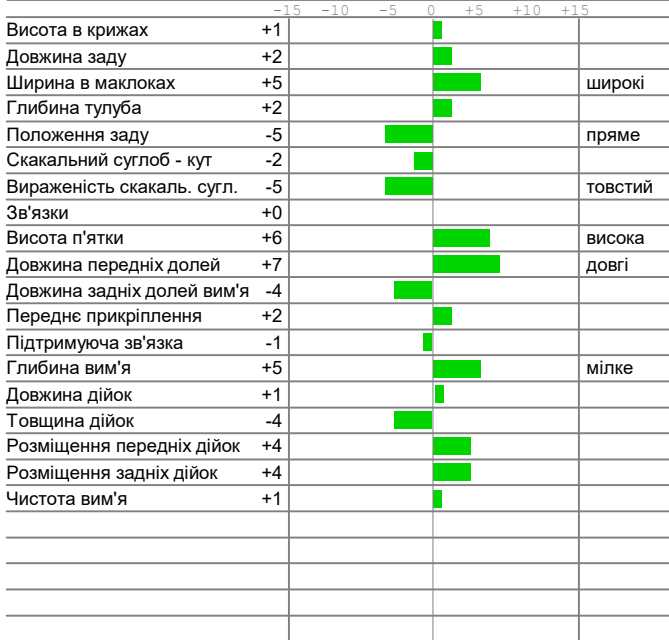 -15 -10 -5 0 +5 +10 +15
Висота в крижах +1
Довжина заду +2
Ширина в маклоках +5 широкі
Глибина тулуба +2
Положення заду -5 пряме
Скакальний суглоб - кут -2
Вираженість скакаль. сугл. -5 товстий
Зв'язки +0
Висота п'ятки +6 висока
Довжина передніх долей +7 довгі
Довжина задніх долей вим'я -4
Переднє прикріплення +2
Підтримуюча зв'язка -1
Глибина вим'я +5 мілке
Довжина дійок +1
Товщина дійок -4
Розміщення передніх дійок +4
Розміщення задніх дійок +4
Чистота вим'я +1